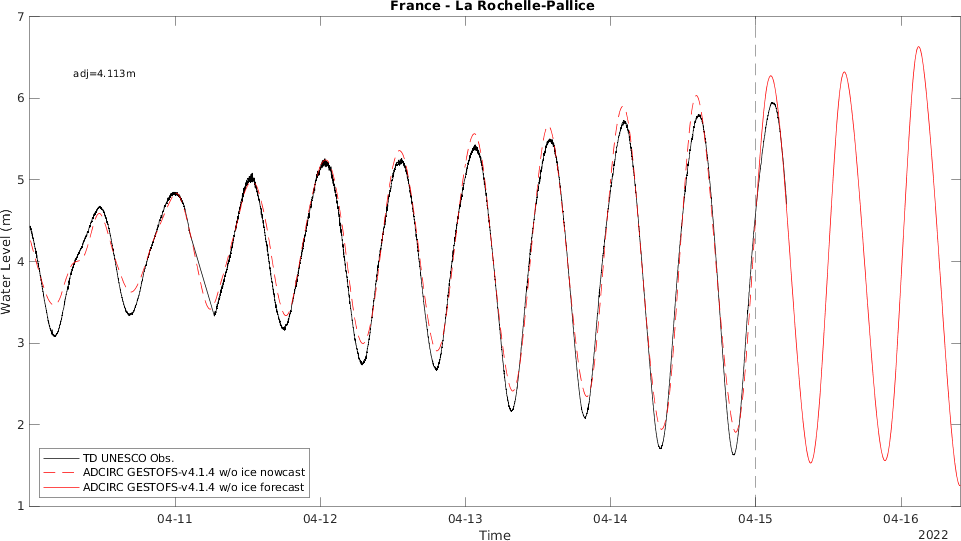 France - La Rochelle-Pallice
adj=4.113m
7
6
5
4
3
2
1
Water Level (m)
TD UNESCO Obs.
ADCIRC GESTOFS-v4.1.4 w/o ice nowcast
ADCIRC GESTOFS-v4.1.4 w/o ice forecast
04-11 04-12 04-13 04-14 04-15 04-16
Time
2022